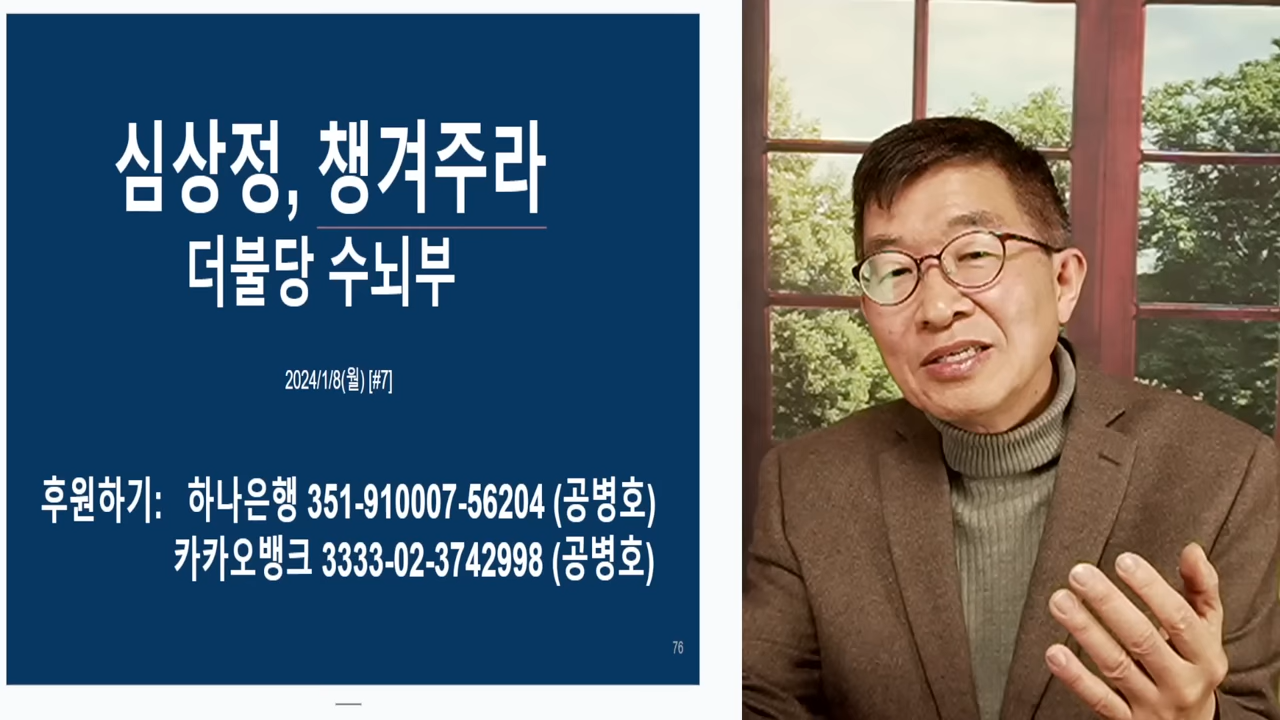 심상정, 챙겨주라
더불당 수뇌부
2024/1/8(월) [#7]
후원하기: 하나은행 351-910007-56204 (공병호)
카카오뱅크 3333-02-3742998 (공병호)
76